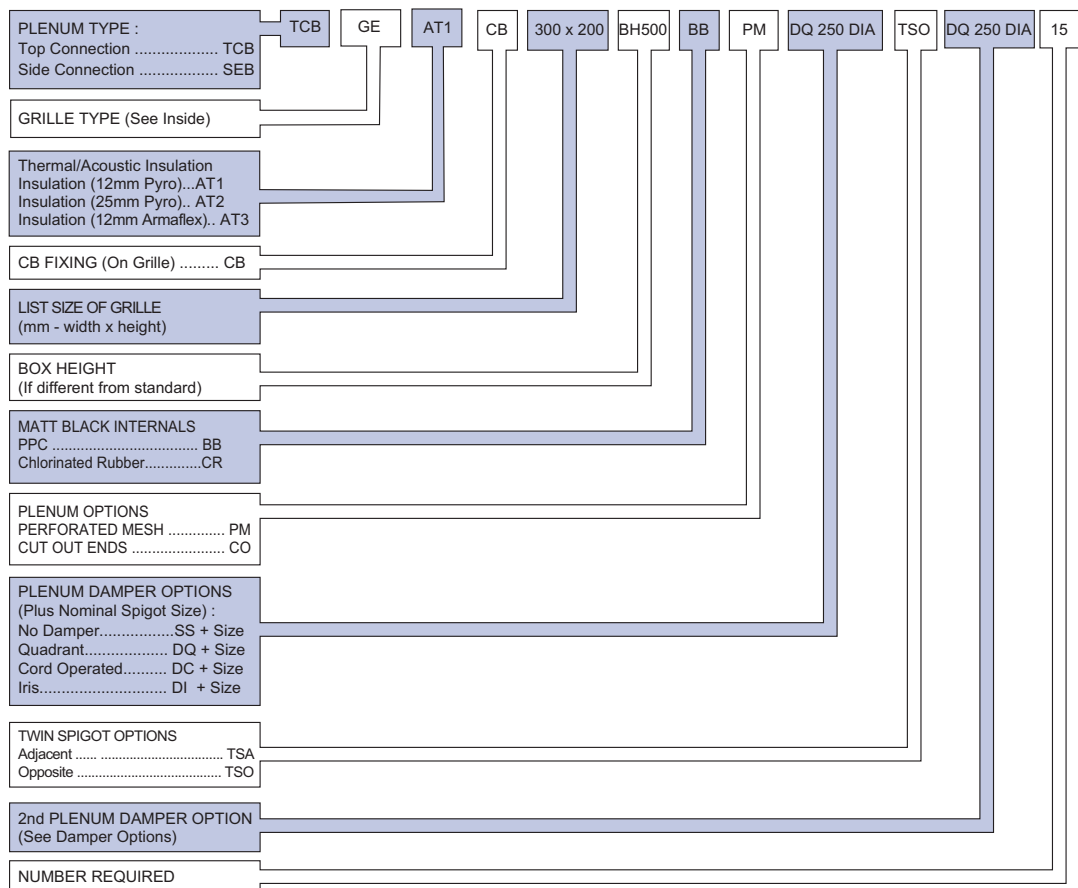 TCB GE AT1 CB 300 x 200 BH500 BB PM DQ 250 DIA TSO DQ 250 DIA 15
PLENUM TYPE :
Top Connection ................... TCB
Side Connection .................. SEB
GRILLE TYPE (See Inside)
Thermal/Acoustic Insulation
Insulation (12mm Pyro)...AT1
Insulation (25mm Pyro).. AT2
Insulation (12mm Armaflex).. AT3
CB FIXING (On Grille) ......... CB
LIST SIZE OF GRILLE
(mm - width x height)
BOX HEIGHT
(If different from standard)
MATT BLACK INTERNALS
PPC ................................... BB
Chlorinated Rubber..............CR
PLENUM OPTIONS
PERFORATED MESH .............. PM
CUT OUT ENDS ....................... CO
PLENUM DAMPER OPTIONS
(Plus Nominal Spigot Size) :
No Damper.................SS + Size
Quadrant................... DQ + Size
Cord Operated.......... DC + Size
Iris............................. DI + Size
TWIN SPIGOT OPTIONS
Adjacent ...... .................................. TSA
Opposite ........................................ TSO
2nd PLENUM DAMPER OPTION
(See Damper Options)
NUMBER REQUIRED